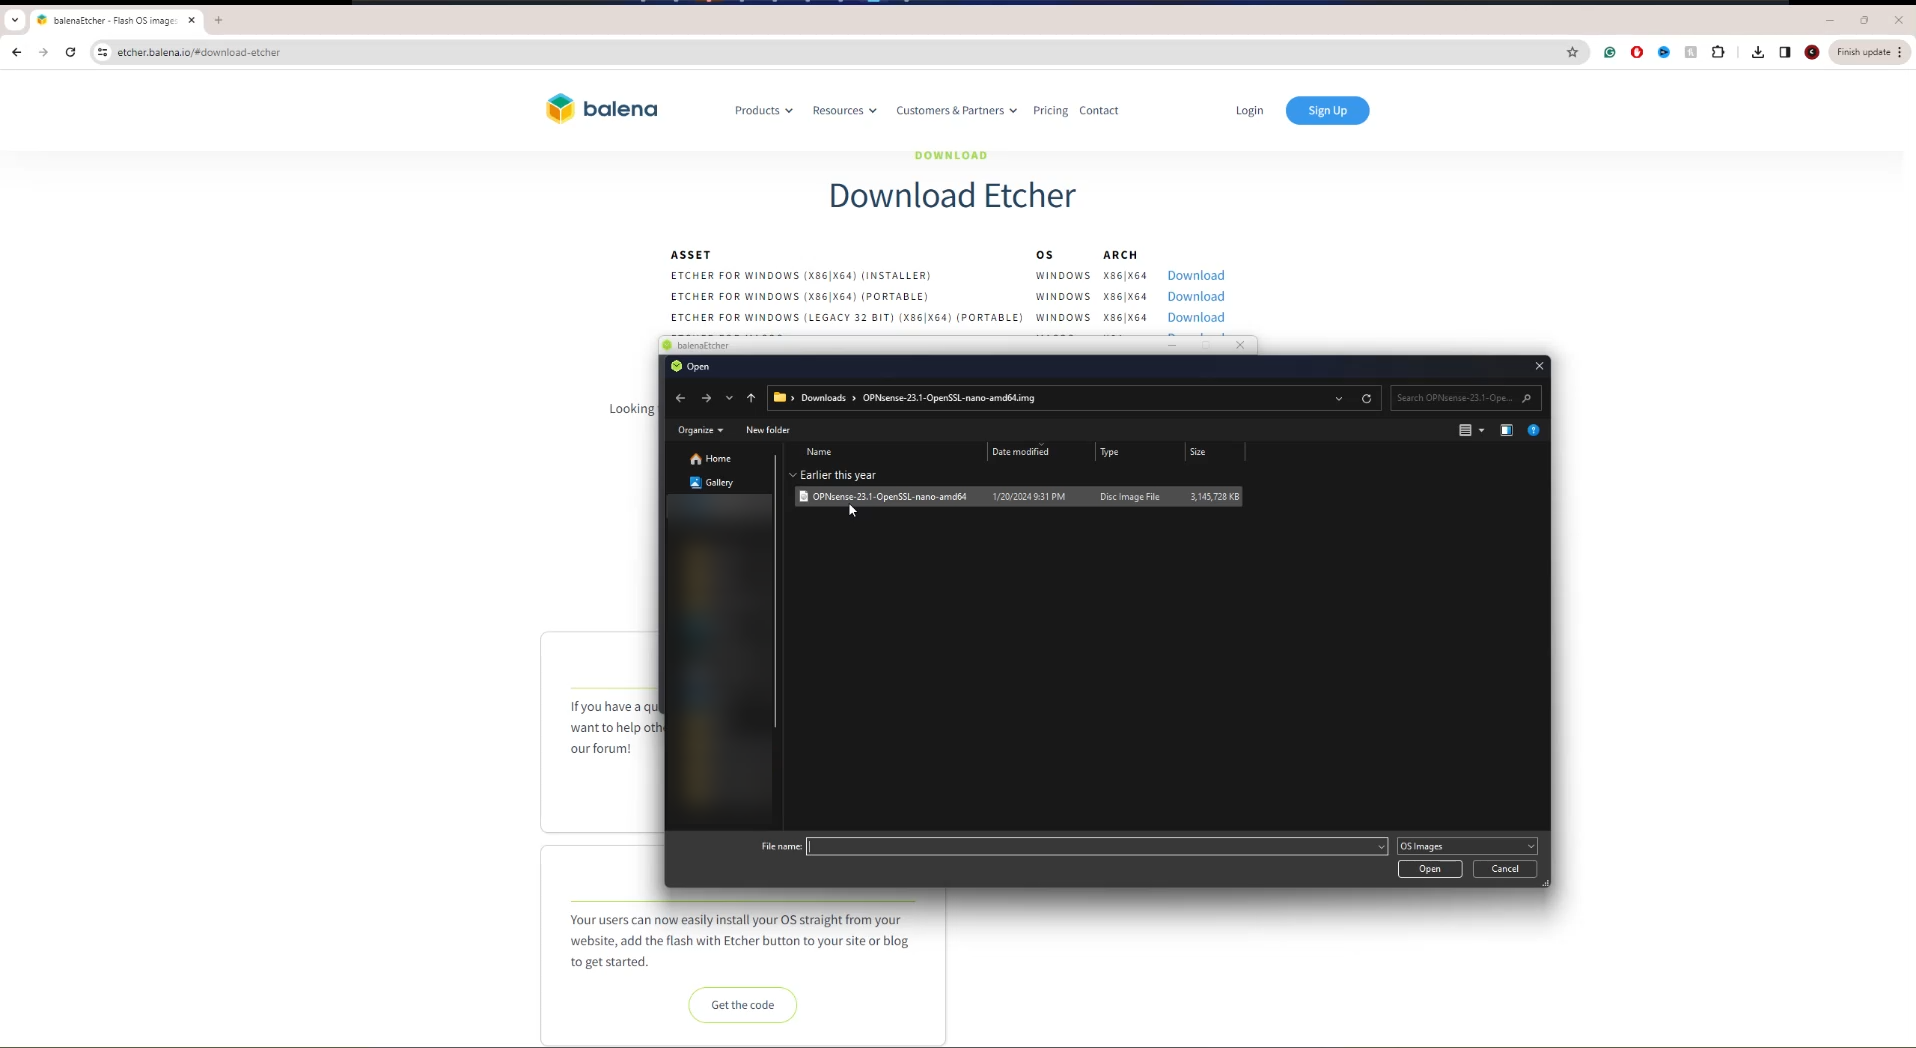 balenaEtcher - Flash OS images
etcher.balena.io/#download-etcher
Finish update
balena
Products
Resources
Customers & Partners
Pricing
Contact
Login
Sign Up
DOWNLOAD
Download Etcher
ASSET OS ARCH
ETCHER FOR WINDOWS (X86|X64) (INSTALLER) WINDOWS X86|X64 Download
ETCHER FOR WINDOWS (X86|X64) (PORTABLE) WINDOWS X86|X64 Download
ETCHER FOR WINDOWS (LEGACY 32 BIT) (X86|X64) (PORTABLE) WINDOWS X86|X64 Download
balenaEtcher
Open
Downloads > OPNsense-23.1-OpenSSL-nano-amd64.img
Search OPNsense-23.1-Ope...
Looking
Organize
New folder
Name Date modified Type Size
Home
Gallery
Earlier this year
OPNsense-23.1-OpenSSL-nano-amd64 1/20/2024 9:31 PM Disc Image File 3,145,728 KB
If you have a qu
want to help oth
our forum!
File name:
OS Images
Open
Cancel
Your users can now easily install your OS straight from your
website, add the flash with Etcher button to your site or blog
to get started.
Get the code